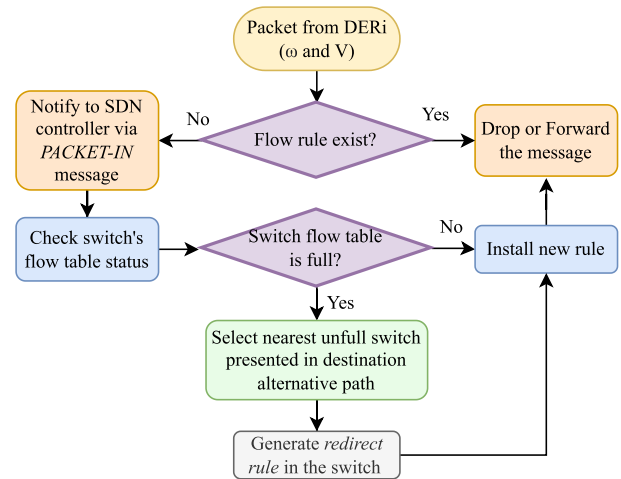 Packet from DERi
(ω and V)
No
Flow rule exist?
Yes
Notify to SDN
controller via
PACKET-IN
message
Drop or Forward
the message
Check switch's
flow table status
Switch flow table
is full?
No
Install new rule
Yes
Select nearest unfull switch
presented in destination
alternative path
Generate redirect
rule in the switch